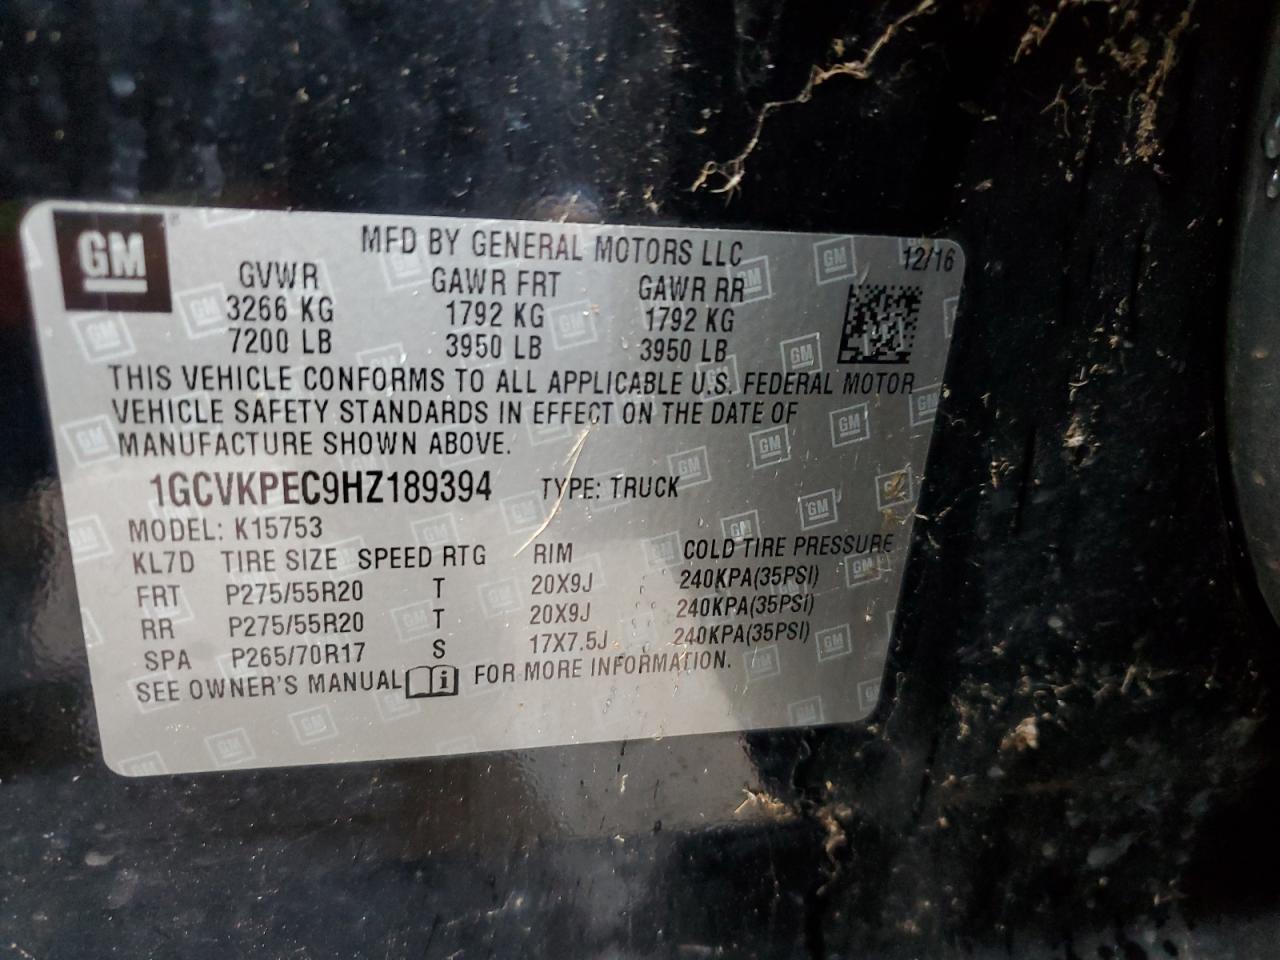 GM ®
MFD BY GENERAL MOTORS LLC
12/16
GVWR GAWR FRT GAWR RR
3266 KG 1792 KG 1792 KG
7200 LB 3950 LB 3950 LB
THIS VEHICLE CONFORMS TO ALL APPLICABLE U.S. FEDERAL MOTOR
VEHICLE SAFETY STANDARDS IN EFFECT ON THE DATE OF
MANUFACTURE SHOWN ABOVE.
1GCVKPEC9HZ189394 TYPE: TRUCK
MODEL: K15753
KL7D TIRE SIZE SPEED RTG RIM COLD TIRE PRESSURE
FRT P275/55R20 T 20X9J 240KPA(35PSI)
RR P275/55R20 T 20X9J 240KPA(35PSI)
SPA P265/70R17 S 17X7.5J 240KPA(35PSI)
SEE OWNER'S MANUAL i FOR MORE INFORMATION.